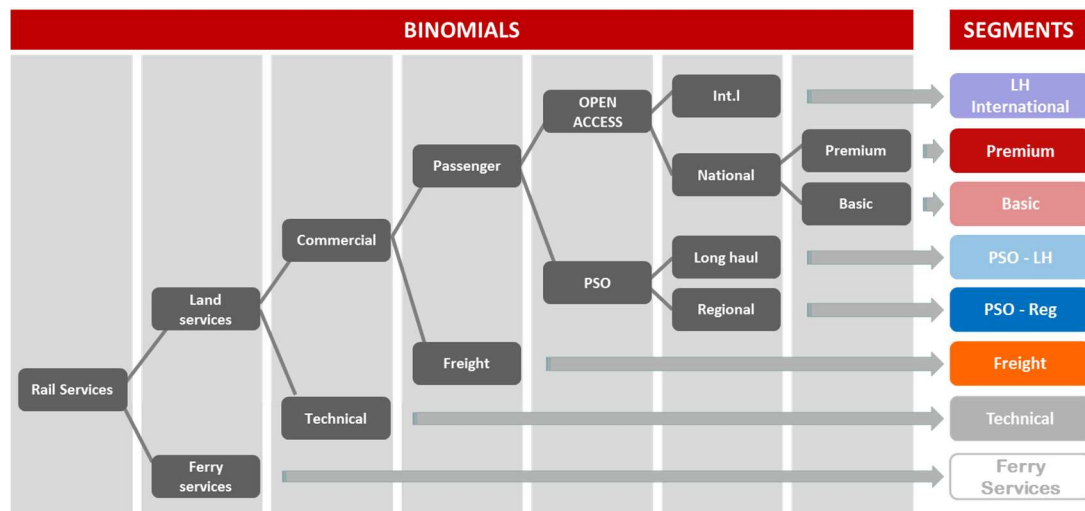 BINOMIALS
SEGMENTS
Rail Services
Land
services
Ferry
services
Commercial
Technical
Passenger
Freight
OPEN
ACCESS
PSO
Int.l
National
Long haul
Regional
Premium
Basic
LH
International
Premium
Basic
PSO - LH
PSO - Reg
Freight
Technical
Ferry
Services